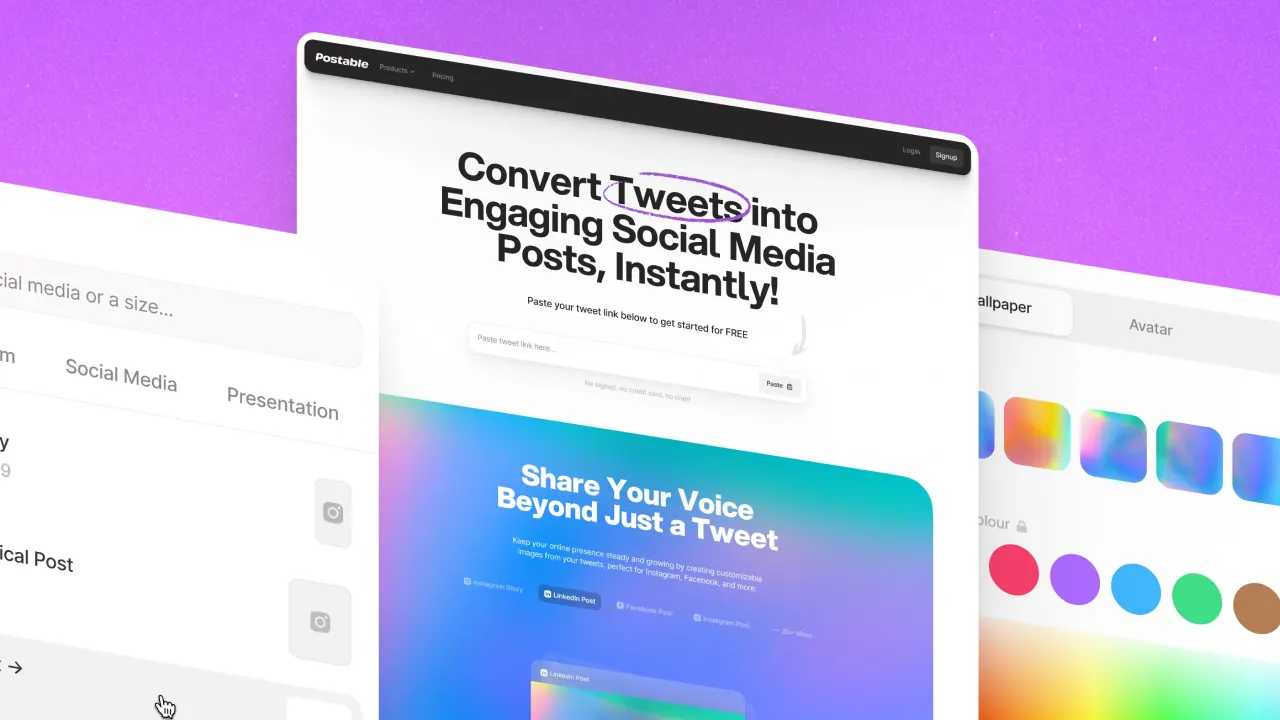 Postable
Products
Pricing
Login
Signup
Convert Tweets into
Engaging Social Media
Posts, Instantly!
Paste your tweet link below to get started for FREE
Paste tweet link here...
Paste
No signup, no credit card, no crap!
Share Your Voice
Beyond Just a Tweet
Keep your online presence steady and growing by creating customizable
images from your tweets, perfect for Instagram, Facebook, and more.
Instagram Story
LinkedIn Post
Facebook Post
Instagram Post
20+ More
LinkedIn Post
cial media or a size...
m
Social Media
Presentation
y
9
ical Post
allpaper
Avatar
olour